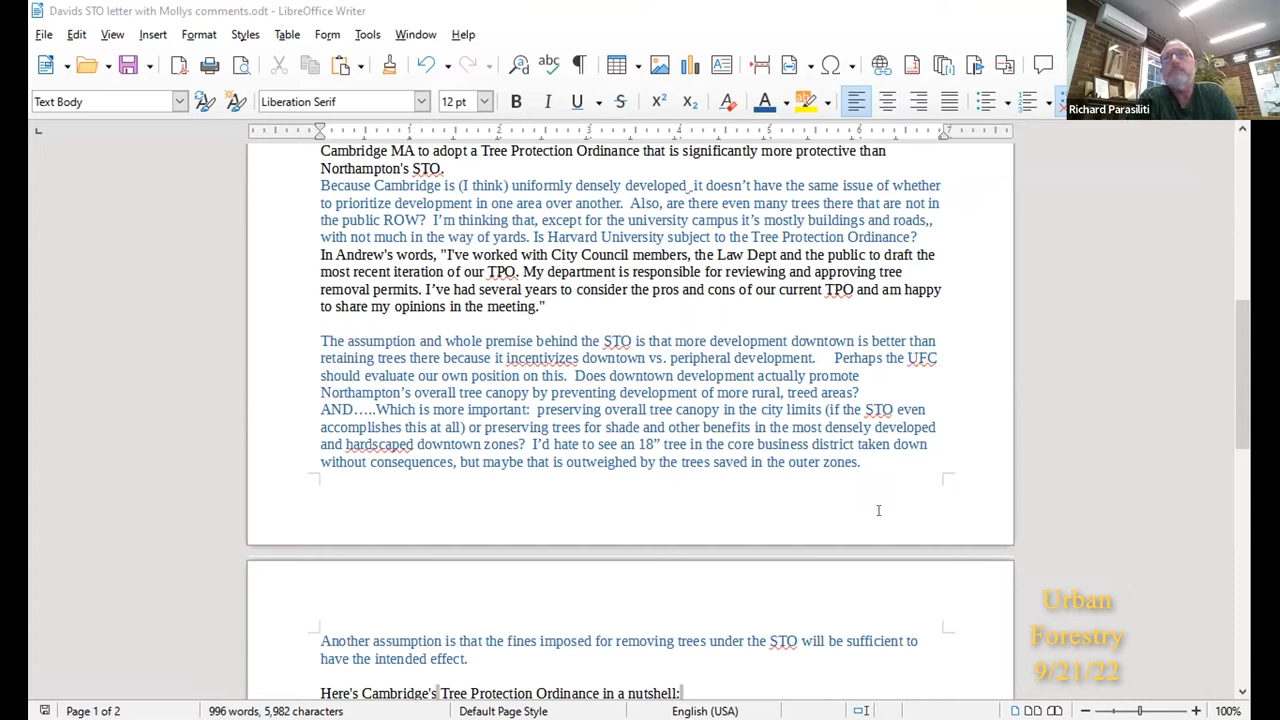 Davids STO letter with Mollys comments.odt - LibreOffice Writer
File Edit View Insert Format Styles Table Form Tools Window Help
Text Body Liberation Serif 12 pt
Richard Parasiliti
Cambridge MA to adopt a Tree Protection Ordinance that is significantly more protective than
Northampton's STO.
Because Cambridge is (I think) uniformly densely developed it doesn't have the same issue of whether
to prioritize development in one area over another. Also, are there even many trees there that are not in
the public ROW? I'm thinking that, except for the university campus it's mostly buildings and roads,,
with not much in the way of yards. Is Harvard University subject to the Tree Protection Ordinance?
In Andrew's words, "I've worked with City Council members, the Law Dept and the public to draft the
most recent iteration of our TPO. My department is responsible for reviewing and approving tree
removal permits. I've had several years to consider the pros and cons of our current TPO and am happy
to share my opinions in the meeting."
The assumption and whole premise behind the STO is that more development downtown is better than
retaining trees there because it incentivizes downtown vs. peripheral development. Perhaps the UFC
should evaluate our own position on this. Does downtown development actually promote
Northampton's overall tree canopy by preventing development of more rural, treed areas?
AND…..Which is more important: preserving overall tree canopy in the city limits (if the STO even
accomplishes this at all) or preserving trees for shade and other benefits in the most densely developed
and hardscaped downtown zones? I'd hate to see an 18” tree in the core business district taken down
without consequences, but maybe that is outweighed by the trees saved in the outer zones.
Another assumption is that the fines imposed for removing trees under the STO will be sufficient to
have the intended effect.
Here's Cambridge's Tree Protection Ordinance in a nutshell:
Urban
Forestry
9/21/22
Page 1 of 2 996 words, 5,982 characters Default Page Style English (USA) 100%